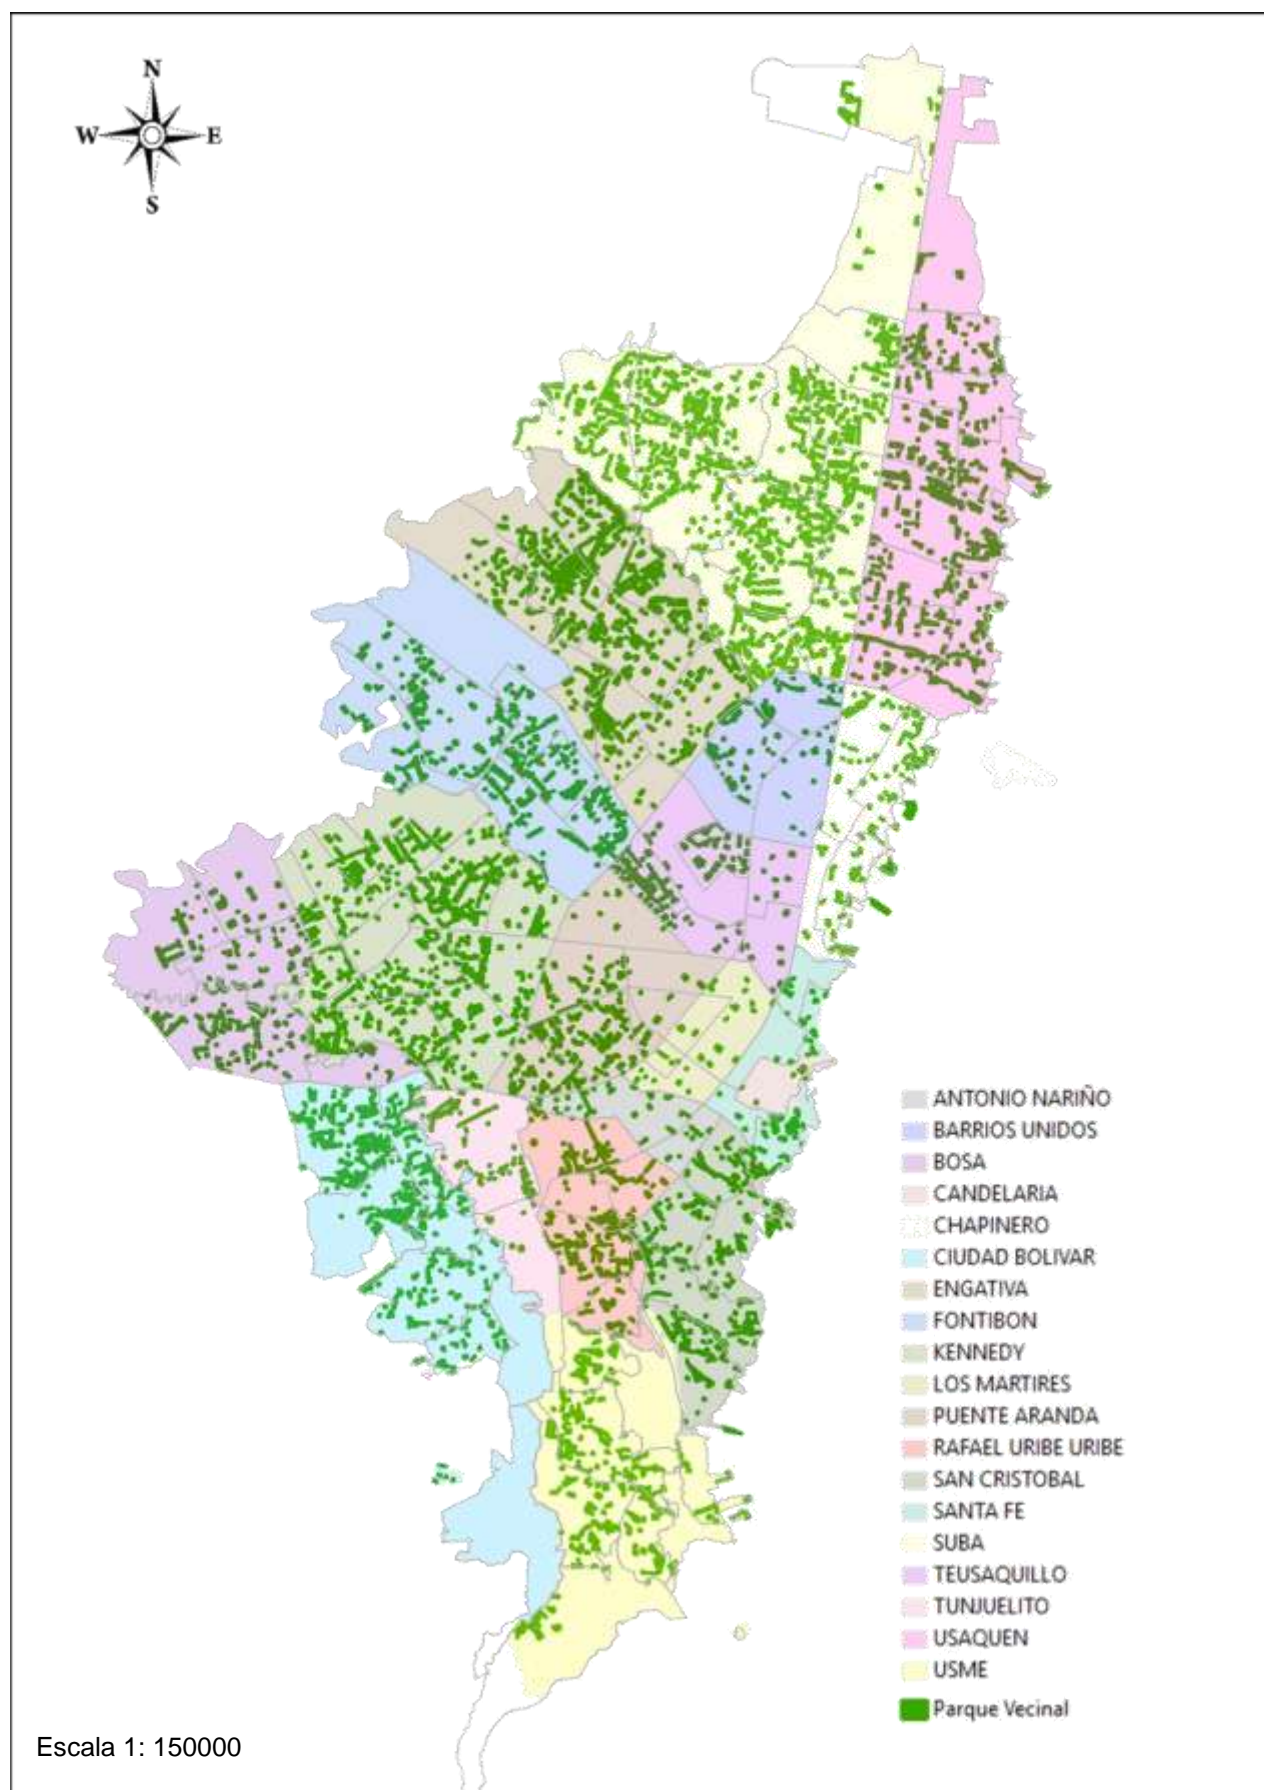 N
W E
S
ANTONIO NARIÑO
BARRIOS UNIDOS
BOSA
CANDELARIA
CHAPINERO
CIUDAD BOLIVAR
ENGATIVA
FONTIBON
KENNEDY
LOS MARTIRES
PUENTE ARANDA
RAFAEL URIBE URIBE
SAN CRISTOBAL
SANTA FE
SUBA
TEUSAQUILLO
TUNJUELITO
USAQUEN
USME
Parque Vecinal
Escala 1: 150000